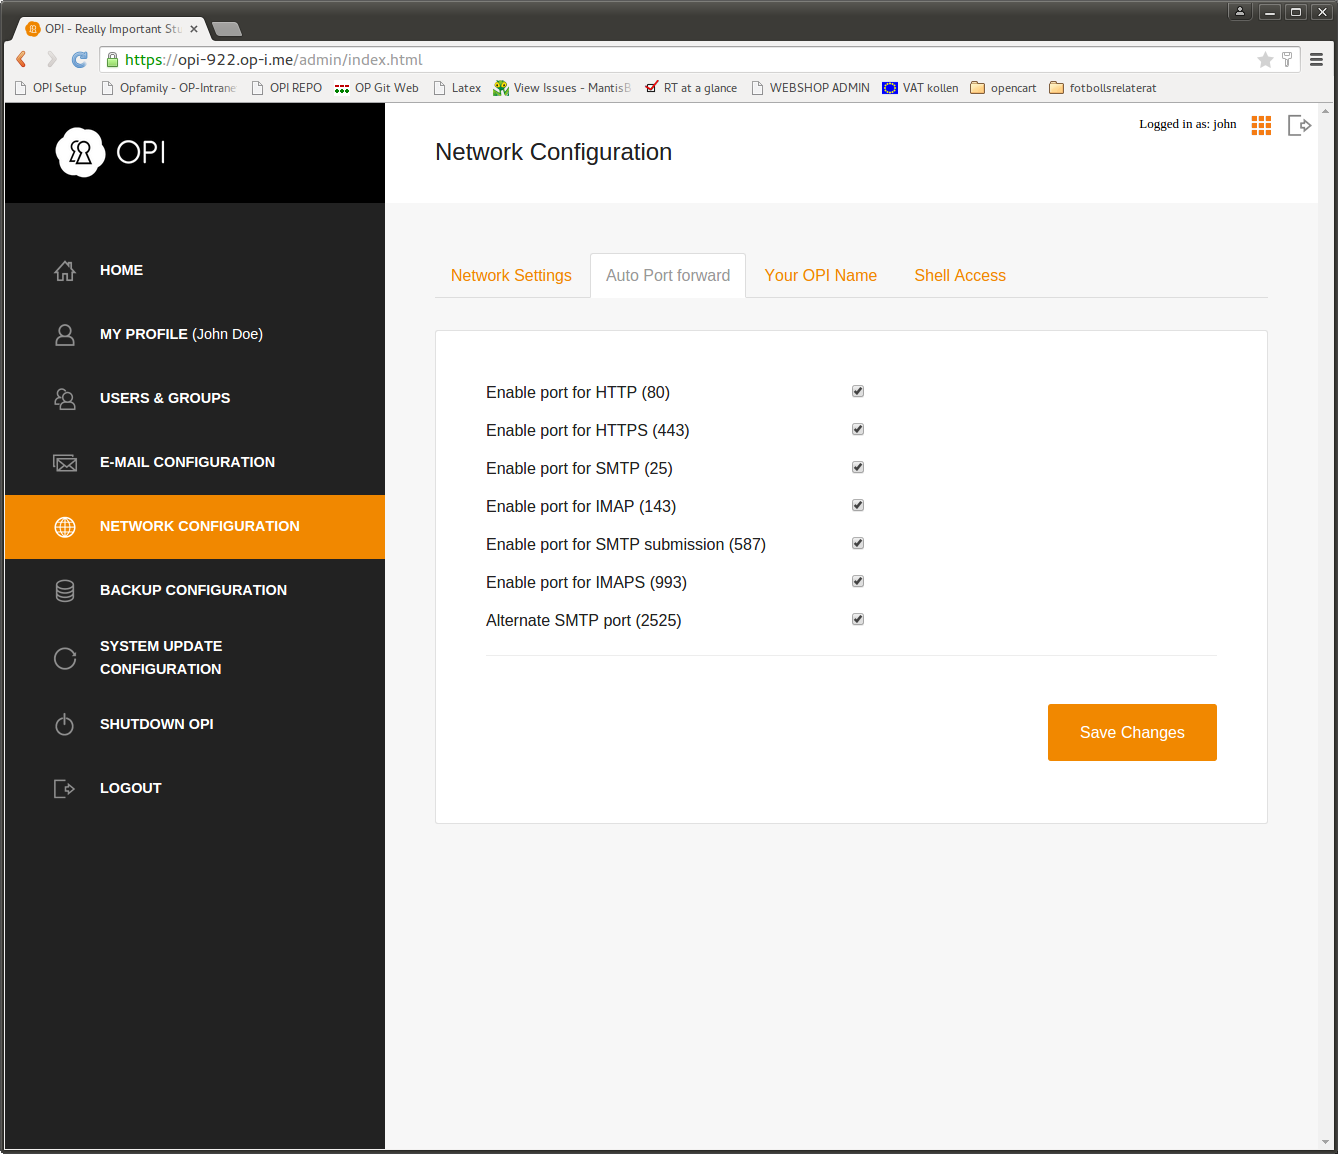 OPI - Really Important Stu
https://opi-922.op-i.me/admin/index.html
OPI Setup Opfamily - OP-Intrane OPI REPO OP Git Web Latex View Issues - MantisB RT at a glance WEBSHOP ADMIN VAT kollen opencart fotbollsrelaterat
OPI
Network Configuration
Logged in as: john
HOME
MY PROFILE (John Doe)
USERS & GROUPS
E-MAIL CONFIGURATION
NETWORK CONFIGURATION
BACKUP CONFIGURATION
SYSTEM UPDATE
CONFIGURATION
SHUTDOWN OPI
LOGOUT
Network Settings Auto Port forward Your OPI Name Shell Access
Enable port for HTTP (80)
Enable port for HTTPS (443)
Enable port for SMTP (25)
Enable port for IMAP (143)
Enable port for SMTP submission (587)
Enable port for IMAPS (993)
Alternate SMTP port (2525)
Save Changes